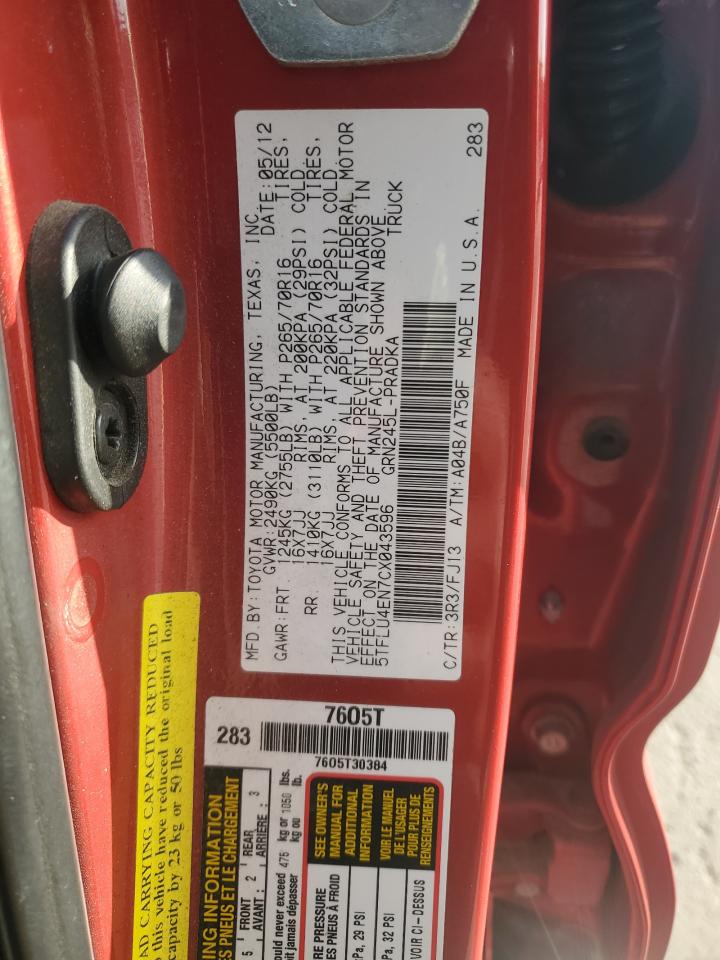 MFD.BY:TOYOTA MOTOR MANUFACTURING, TEXAS, INC.
GVWR:2490KG (5500LB) DATE:05/12
GAWR:FRT. 1245KG (2755LB) WITH P265/70R16 TIRES,
16X7JJ RIMS, AT 200KPA (29PSI) COLD
RR. 1410KG (3110LB) WITH P265/70R16 TIRES,
16X7JJ RIMS, AT 220KPA (32PSI) COLD
THIS VEHICLE CONFORMS TO ALL APPLICABLE FEDERAL MOTOR
VEHICLE SAFETY AND THEFT PREVENTION STANDARDS IN
EFFECT ON THE DATE OF MANUFACTURE SHOWN ABOVE.
5TFLU4EN7CX043596 GRN245L-PRADKA TRUCK
C/TR:3R3/FJ13 A/TM:A04B/A750F MADE IN U.S.A. 283
AD CARRYING CAPACITY REDUCED
this vehicle have reduced the original load
capacity by 23 kg or 50 lbs
283 7605T
7605T30384
ING INFORMATION
ES PNEUS ET LE CHARGEMENT
5 FRONT : 2 REAR : 3
AVANT : ARRIÈRE :
ould never exceed 475 kg or 1050 lbs.
it jamais dépasser kg ou lb.
SEE OWNER'S
MANUAL FOR
ADDITIONAL
INFORMATION
VOIR LE MANUEL
DE L'USAGER
POUR PLUS DE
RENSEIGNEMENTS
RE PRESSURE
ES PNEUS À FROID
Pa, 29 PSI
Pa, 32 PSI
VOIR CI-DESSUS